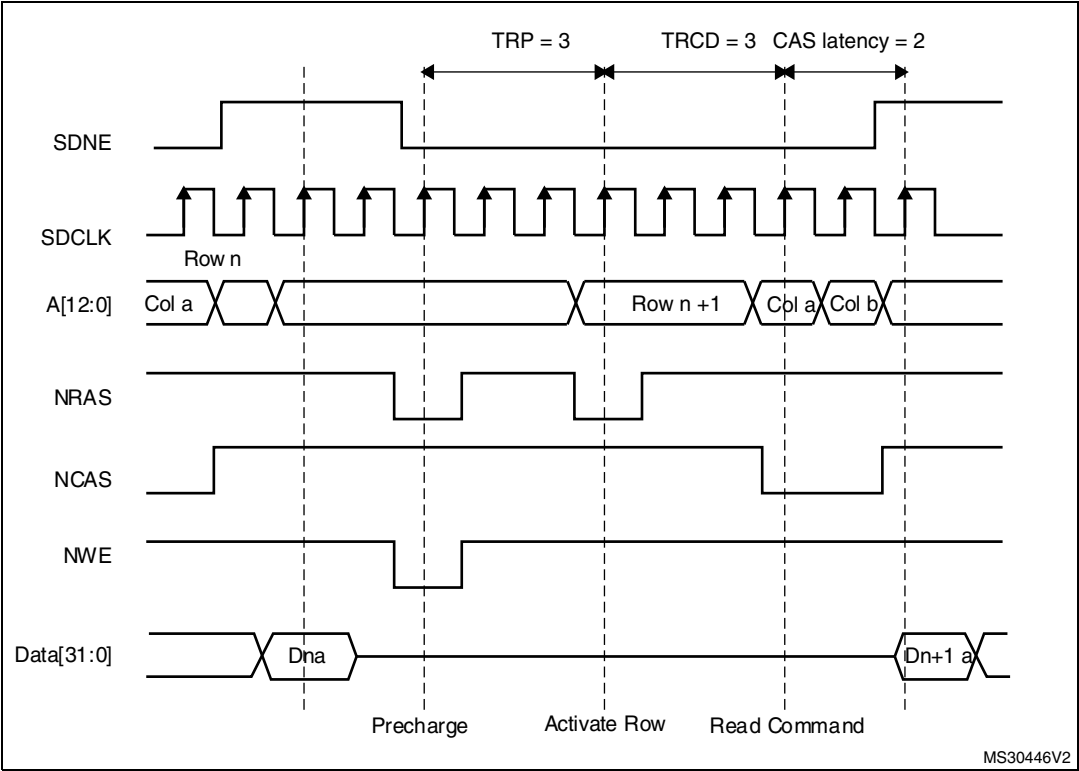 TRP = 3 TRCD = 3 CAS latency = 2
SDNE
SDCLK
Row n
A[12:0] Col a Row n +1 Col a Col b
NRAS
NCAS
NWE
Data[31:0] Dna Dn+1 a
Precharge Activate Row Read Command
MS30446V2